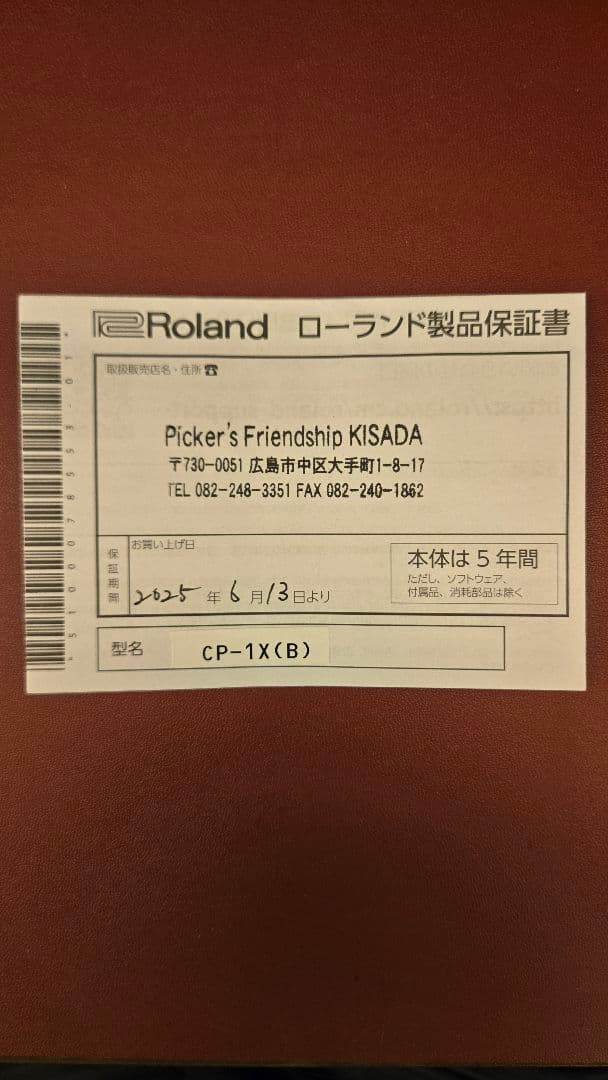 Roland ローランド製品保証書
取扱販売店名・住所 ☎
Picker's Friendship KISADA
〒730-0051 広島市中区大手町1-8-17
TEL 082-248-3351 FAX 082-240-1862
保証期間
お買い上げ日
2025 年 6 月 13 日より
本体は 5 年間
ただし、ソフトウェア、
付属品、消耗部品は除く
型名 CP-1X(B)